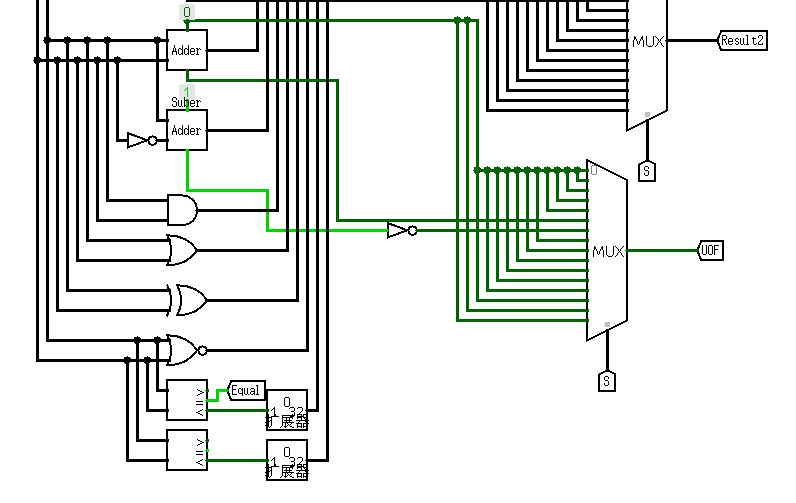 0
Adder
MUX
Result2
1
Suber
Adder
S
0
MUX
UOF
S
>
=
<
Equal
0
1 32
扩展器
>
=
<
0
1 32
扩展器